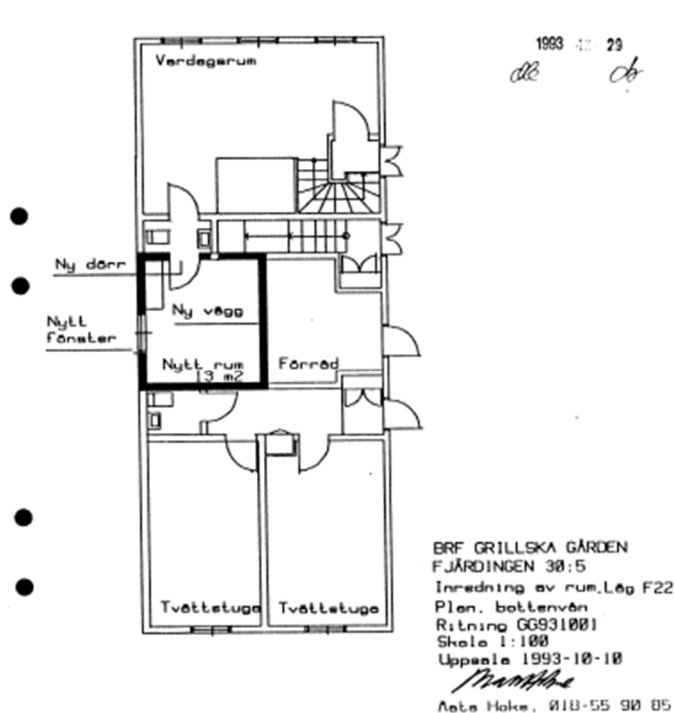 1993 29
Vardagsrum
Ny dörr
Nytt
fönster
Ny vägg
Nytt rum
13 m2
Förråd
Tvättstuga
Tvättstuga
BRF GRILLSKA GÅRDEN
FJÄRDINGEN 30:5
Inredning av rum.Läg F22
Plan. bottenvån
Ritning GG931001
Skala 1:100
Uppsala 1993-10-10
Hoke. 018-55 90 85